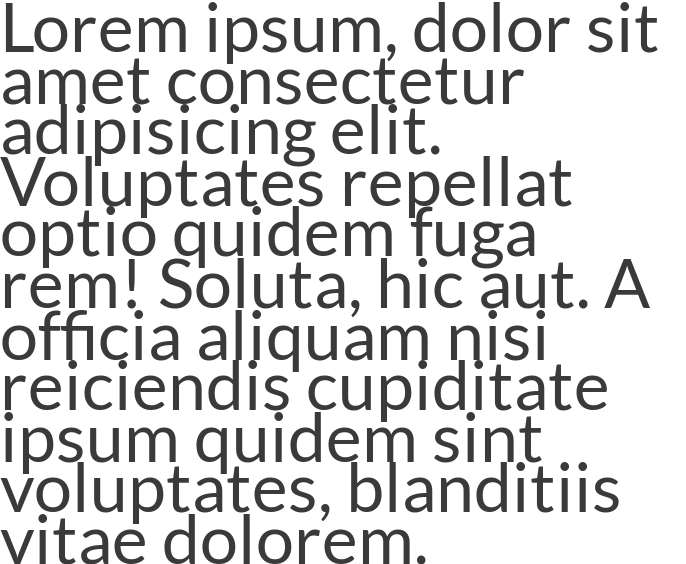 Lorem ipsum, dolor sit
amet consectetur
adipisicing elit.
Voluptates repellat
optio quidem fuga
rem! Soluta, hic aut. A
officia aliquam nisi
reiciendis cupiditate
ipsum quidem sint
voluptates, blanditiis
vitae dolorem.